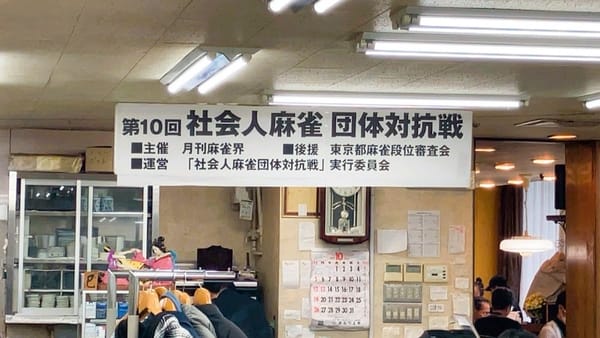 第10回 社会人麻雀 団体対抗戦
■主催 月刊麻雀界 ■後援 東京都麻雀段位審査会
■運営 「社会人麻雀団体対抗戦」実行委員会
10